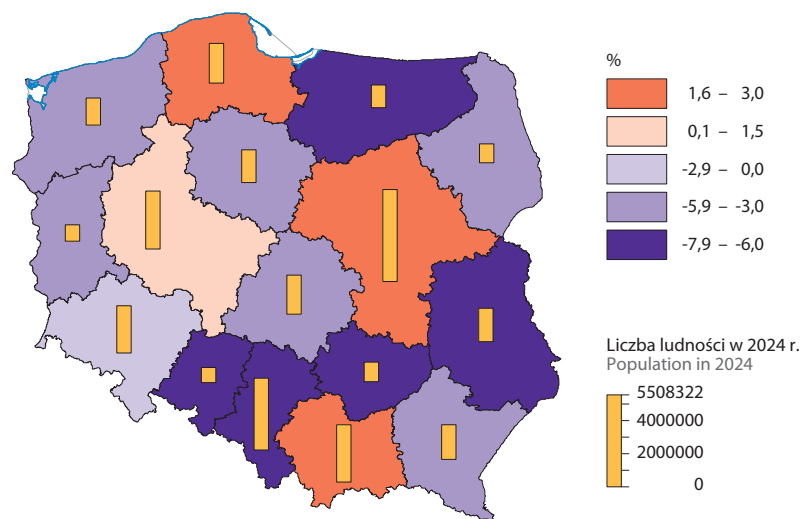 %
1,6 – 3,0
0,1 – 1,5
-2,9 – 0,0
-5,9 – -3,0
-7,9 – -6,0
Liczba ludności w 2024 r.
Population in 2024
5508322
4000000
2000000
0